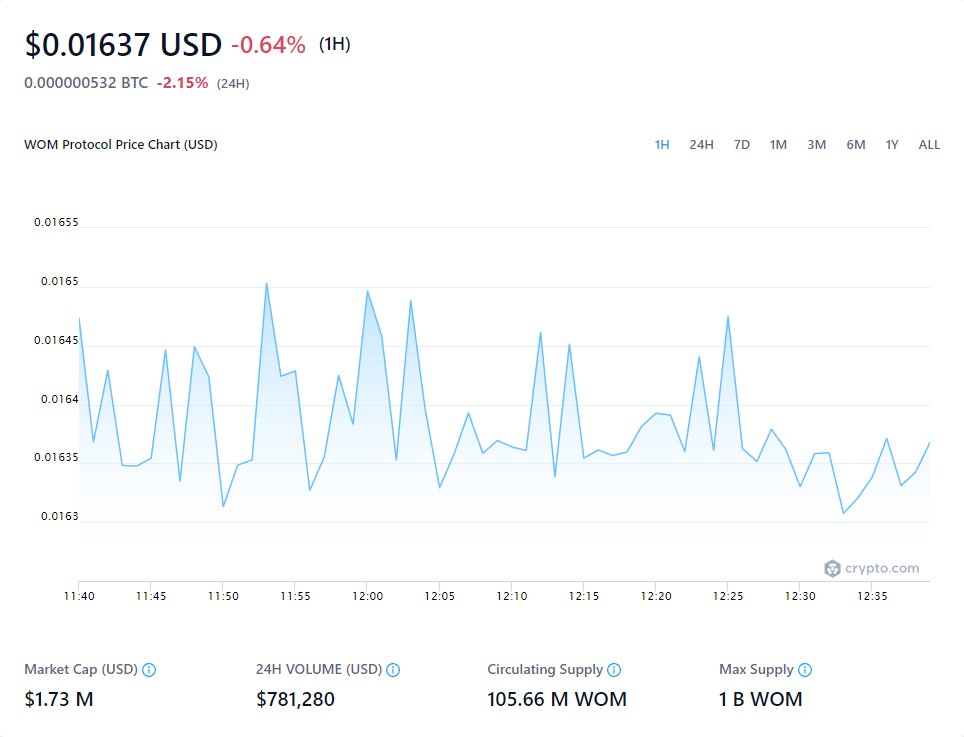 $0.01637 USD -0.64% (1H)
0.000000532 BTC -2.15% (24H)
WOM Protocol Price Chart (USD) 1H 24H 7D 1M 3M 6M 1Y ALL
0.01655
0.0165
0.01645
0.0164
0.01635
0.0163
crypto.com
11:40 11:45 11:50 11:55 12:00 12:05 12:10 12:15 12:20 12:25 12:30 12:35
Market Cap (USD) 24H VOLUME (USD) Circulating Supply Max Supply
$1.73 M $781,280 105.66 M WOM 1 B WOM